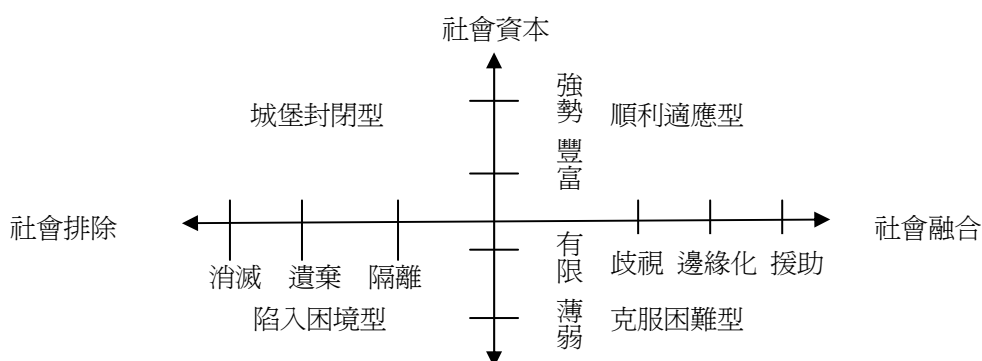 社會資本
強勢
豐富
城堡封閉型
順利適應型
社會排除
社會融合
有限
薄弱
消滅
遺棄
隔離
歧視
邊緣化
援助
陷入困境型
克服困難型